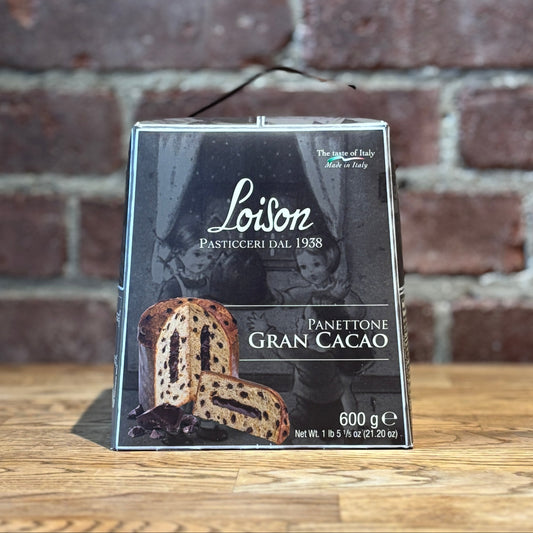 The taste of Italy
Made in Italy
Loison
PASTICCERI DAL 1938
PANETTONE
GRAN CACAO
600 g ℮
Net Wt. 1 lb 5 1/5 oz (21.20 oz)